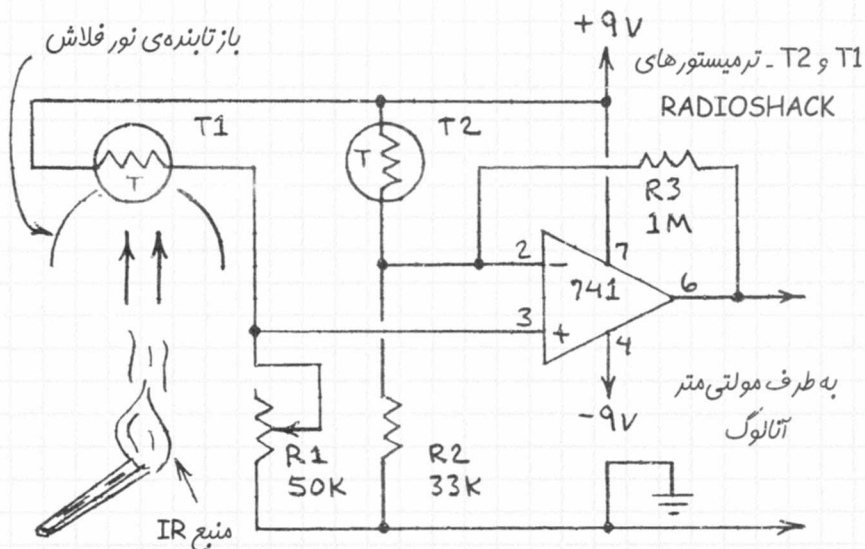 بازتابنده‌ی نور فلاش
+9V
T1 و T2 - ترمیستورهای
RADIOSHACK
T1
T2
T
T
R3
1M
2
-
7
741
6
3
+
4
-9V
به طرف مولتی‌متر
آنالوگ
R1
50K
R2
33K
منبع IR